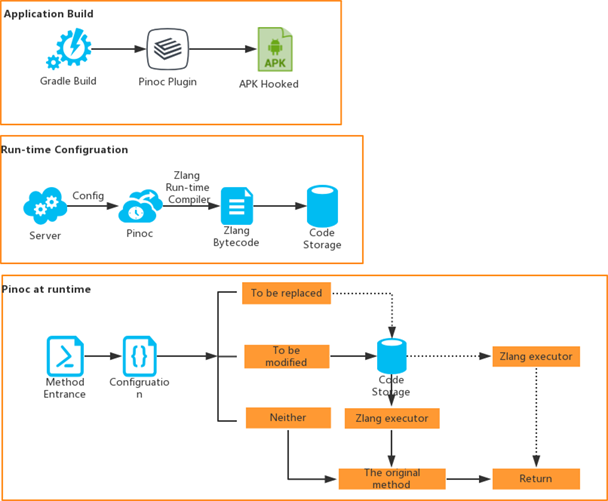 Application Build
Gradle Build
Pinoc Plugin
APK
APK Hooked
Run-time Configruation
Config
Zlang
Run-time
Compiler
Server
Pinoc
Zlang
Bytecode
Code
Storage
Pinoc at runtime
To be replaced
Method
Entrance
{}
Configruatio
n
To be
modified
Code
Storage
Zlang executor
Neither
Zlang executor
The original
method
Return